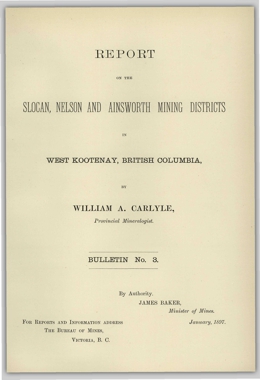 REPORT
ON THE
SLOCAN, NELSON AND AINSWORTH MINING DISTRICTS
IN
WEST KOOTENAY, BRITISH COLUMBIA,
BY
WILLIAM A. CARLYLE,
Provincial Mineralogist.
BULLETIN No. 3.
By Authority.
JAMES BAKER,
Minister of Mines.
FOR REPORTS AND INFORMATION ADDRESS
January, 1897.
THE BUREAU OF MINES,
VICTORIA, B. C.